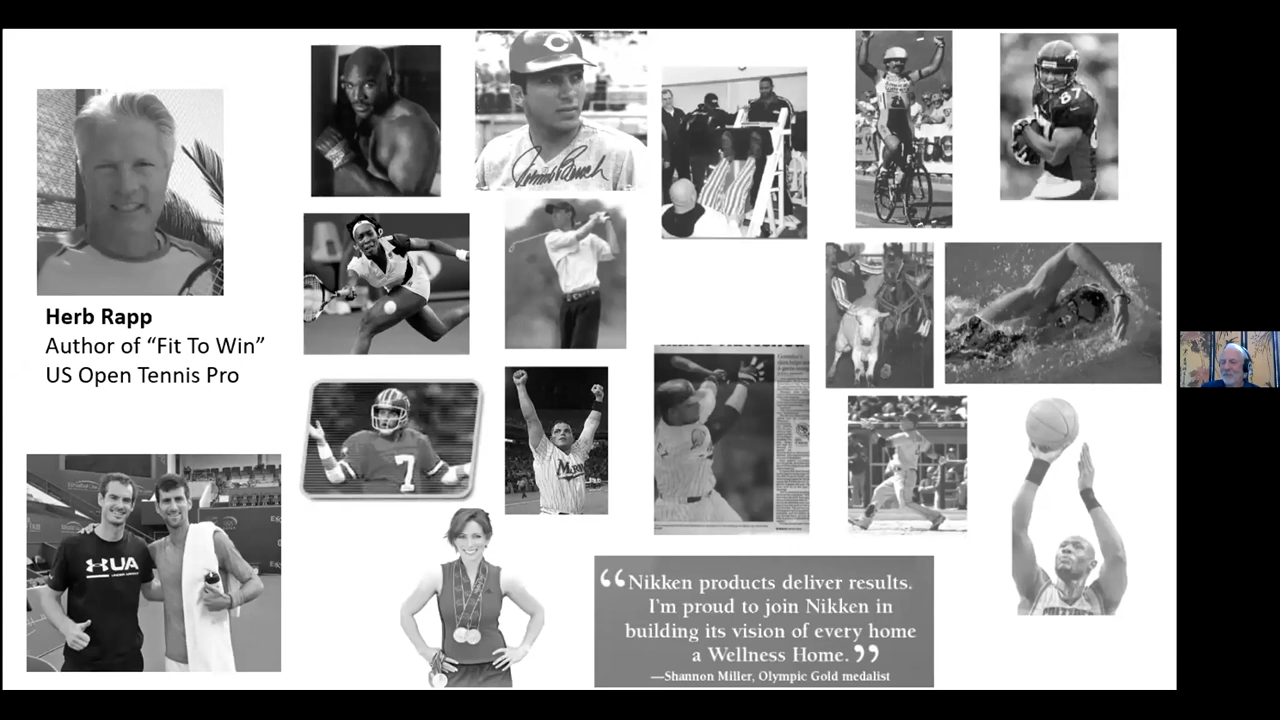 Herb Rapp
Author of “Fit To Win”
US Open Tennis Pro
C
87
7
UA
“Nikken products deliver results.
I’m proud to join Nikken in
building its vision of every home
a Wellness Home.”
—Shannon Miller, Olympic Gold medalist